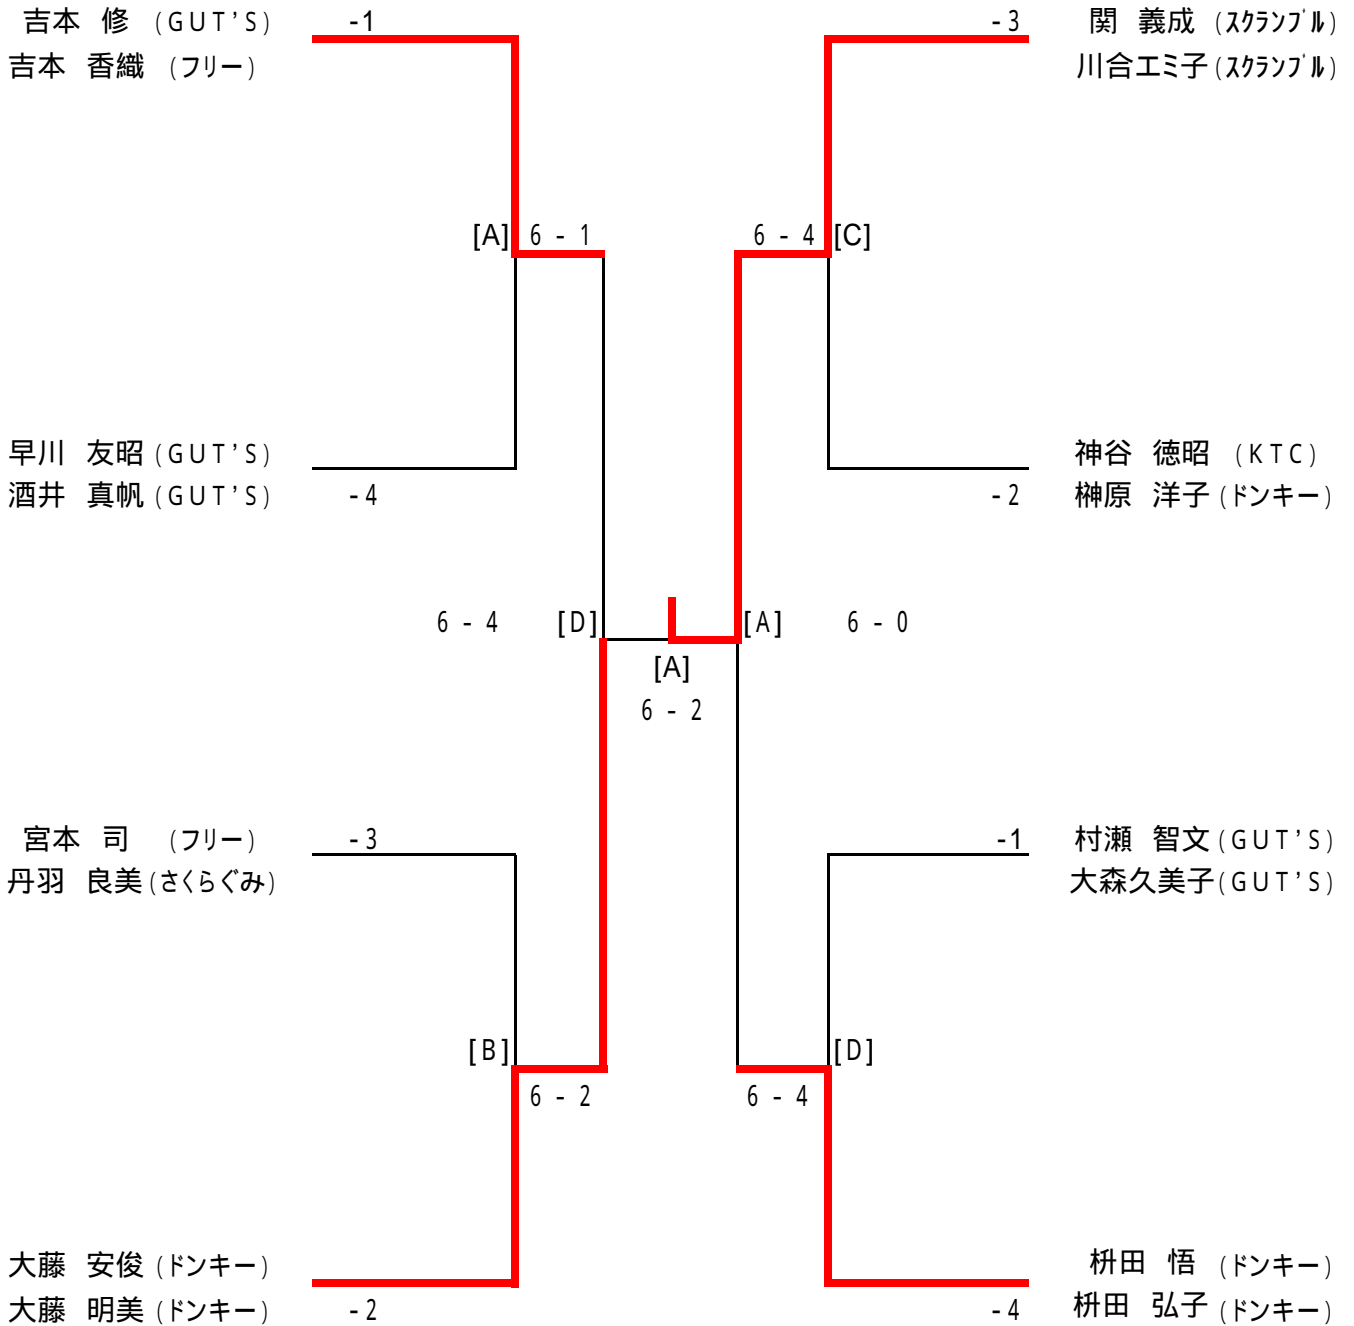 吉本 修 (GUT'S) -1
吉本 香織 (フリー)
-3 関 義成 (スクランブル)
川合エミ子(スクランブル)
[A] 6 - 1
6 - 4 [C]
早川 友昭 (GUT'S)
酒井 真帆 (GUT'S) -4
神谷 徳昭 (KTC)
-2 榊原 洋子 (ドンキー)
6 - 4 [D]
[A] 6 - 0
[A]
6 - 2
宮本 司 (フリー) -3
丹羽 良美 (さくらぐみ)
-1 村瀬 智文 (GUT'S)
大森久美子(GUT'S)
[B]
6 - 2
[D]
6 - 4
大藤 安俊 (ドンキー)
大藤 明美 (ドンキー) -2
枡田 悟 (ドンキー)
-4 枡田 弘子 (ドンキー)